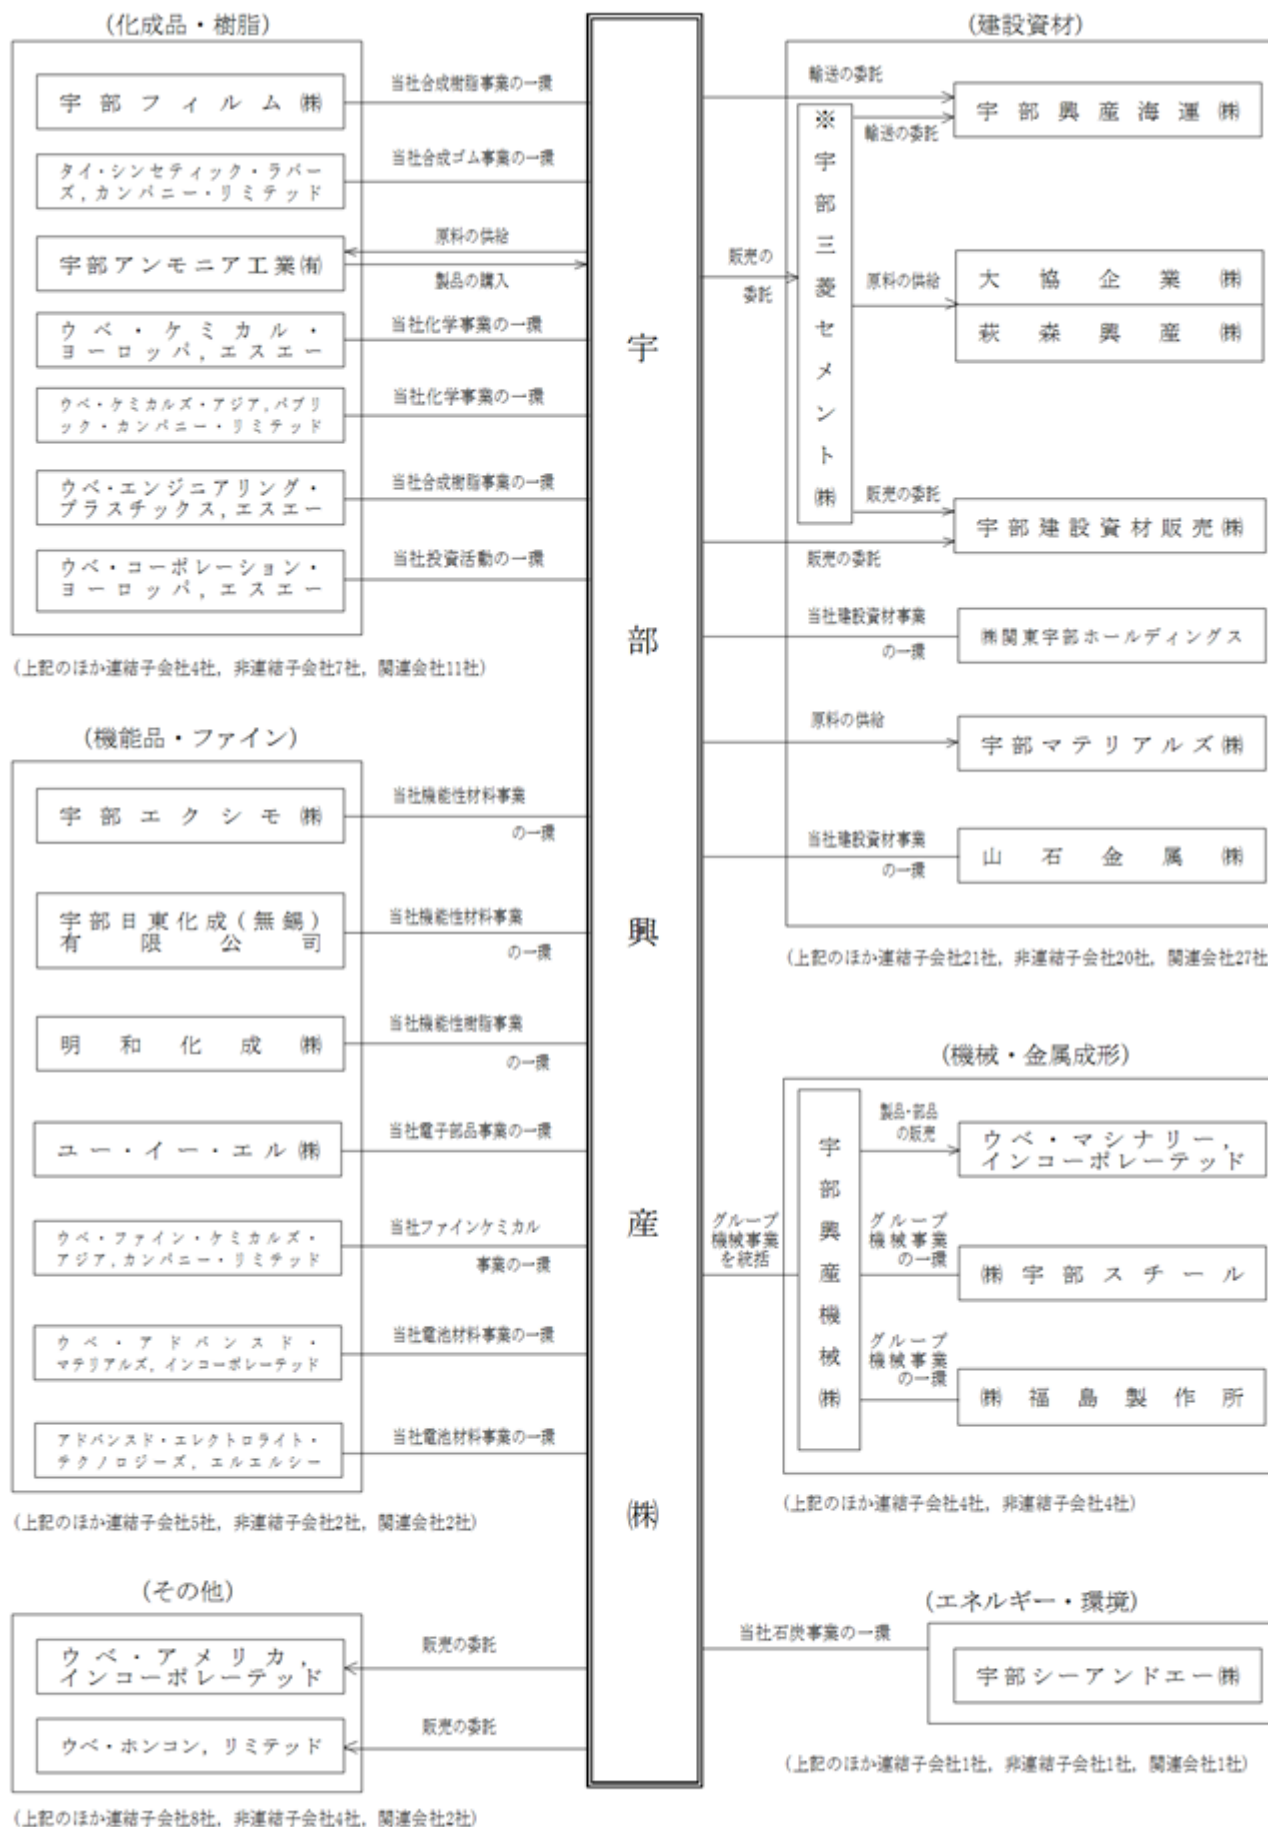 (化成品・樹脂)
宇部フィルム㈱
当社合成樹脂事業の一環
タイ・シンセティック・ラバー
ズ,カンパニー・リミテッド
当社合成ゴム事業の一環
宇部アンモニア工業㈲
原料の供給
製品の購入
ウベ・ケミカル・
ヨーロッパ,エスエー
当社化学事業の一環
ウベ・ケミカルズ・アジア,パブリ
ック・カンパニー・リミテッド
当社化学事業の一環
ウベ・エンジニアリング・
プラスチックス,エスエー
当社合成樹脂事業の一環
ウベ・コーポレーション・
ヨーロッパ,エスエー
当社投資活動の一環
(上記のほか連結子会社4社, 非連結子会社7社, 関連会社11社)
(機能品・ファイン)
宇部エクシモ㈱
当社機能性材料事業
の一環
宇部日東化成(無錫)
有限公司
当社機能性材料事業
の一環
明和化成㈱
当社機能性樹脂事業
の一環
ユー・イー・エル㈱
当社電子部品事業の一環
ウベ・ファイン・ケミカルズ・
アジア,カンパニー・リミテッド
当社ファインケミカル
事業の一環
ウベ・アドバンスド・
マテリアルズ,インコーポレーテッド
当社電池材料事業の一環
アドバンスド・エレクトロライト・
テクノロジーズ,エルエルシー
当社電池材料事業の一環
(上記のほか連結子会社5社, 非連結子会社2社, 関連会社2社)
(その他)
ウベ・アメリカ,
インコーポレーテッド
販売の委託
ウベ・ホンコン,リミテッド
販売の委託
(上記のほか連結子会社8社, 非連結子会社4社, 関連会社2社)
宇部興産㈱
(建設資材)
輸送の委託
宇部興産海運㈱
輸送の委託
※宇部三菱セメント㈱
販売の
委託
原料の供給
大協企業㈱
萩森興産㈱
販売の委託
宇部建設資材販売㈱
販売の委託
当社建設資材事業
の一環
㈱関東宇部ホールディングス
原料の供給
宇部マテリアルズ㈱
当社建設資材事業
の一環
山石金属㈱
(上記のほか連結子会社21社, 非連結子会社20社, 関連会社27社
(機械・金属成形)
グループ
機械事業
を統括
宇部興産機械㈱
製品・部品
の販売
ウベ・マシナリー,
インコーポレーテッド
グループ
機械事業
の一環
㈱宇部スチール
グループ
機械事業
の一環
㈱福島製作所
(上記のほか連結子会社4社, 非連結子会社4社)
(エネルギー・環境)
当社石炭事業の一環
宇部シーアンドエー㈱
(上記のほか連結子会社1社, 非連結子会社1社, 関連会社1社)